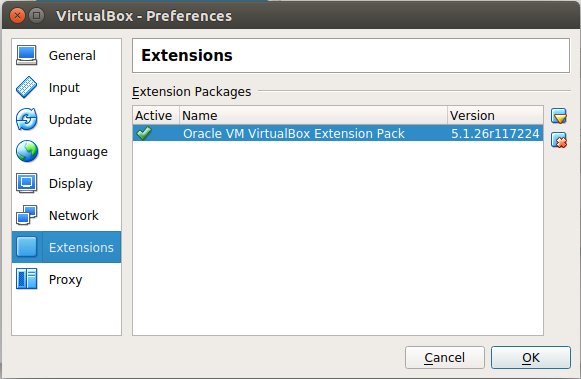 VirtualBox - Preferences
General
Input
Update
Language
Display
Network
Extensions
Proxy
Extensions
Extension Packages
Active Name Version
Oracle VM VirtualBox Extension Pack 5.1.26r117224
Cancel OK